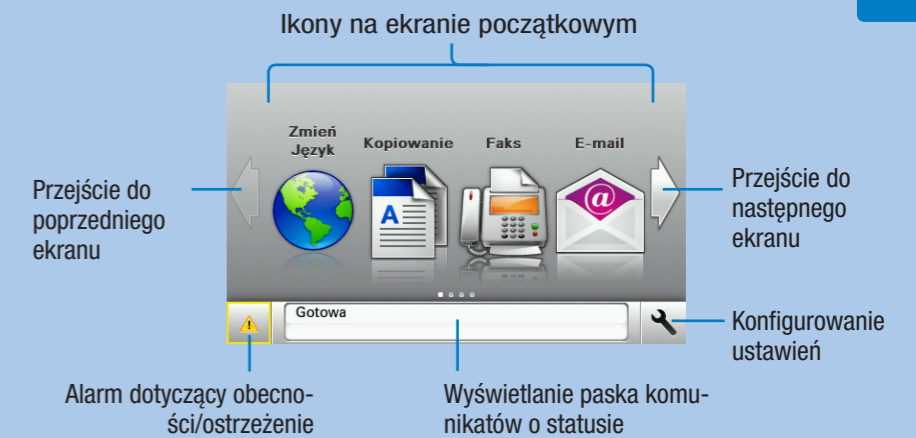 Ikony na ekranie początkowym
Zmień
Język
Kopiowanie
Faks
E-mail
Przejście do
poprzedniego
ekranu
A
@
Przejście do
następnego
ekranu
Gotowa
Konfigurowanie
ustawień
Alarm dotyczący obecno-
ści/ostrzeżenie
Wyświetlanie paska komu-
nikatów o statusie